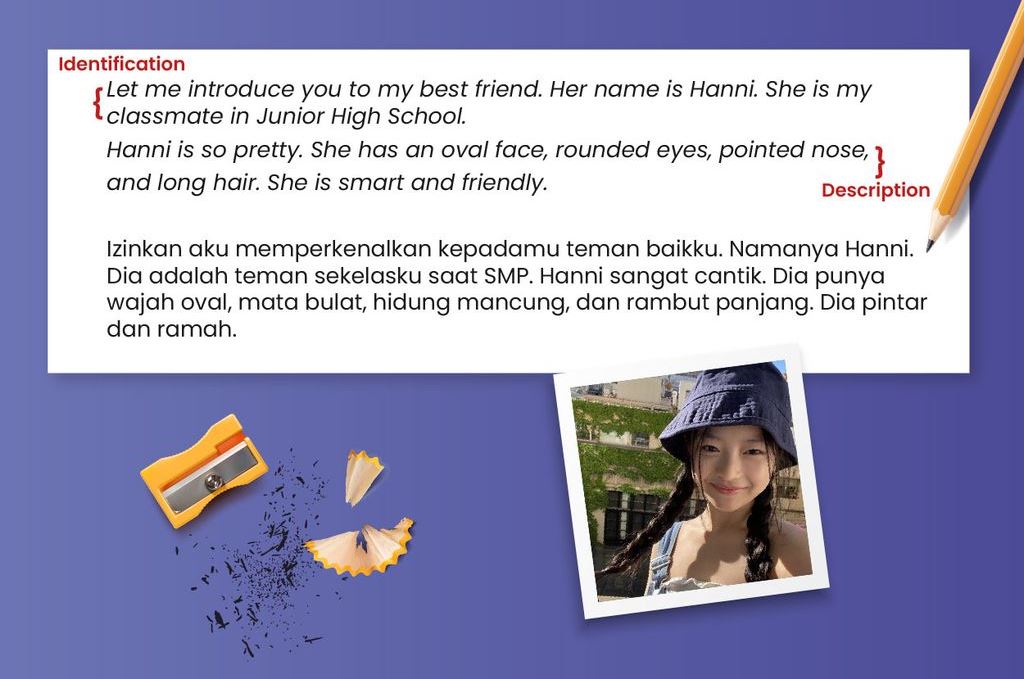 Identification
Let me introduce you to my best friend. Her name is Hanni. She is my
classmate in Junior High School.
Hanni is so pretty. She has an oval face, rounded eyes, pointed nose,
and long hair. She is smart and friendly.
Description
Izinkan aku memperkenalkan kepadamu teman baikku. Namanya Hanni.
Dia adalah teman sekelasku saat SMP. Hanni sangat cantik. Dia punya
wajah oval, mata bulat, hidung mancung, dan rambut panjang. Dia pintar
dan ramah.